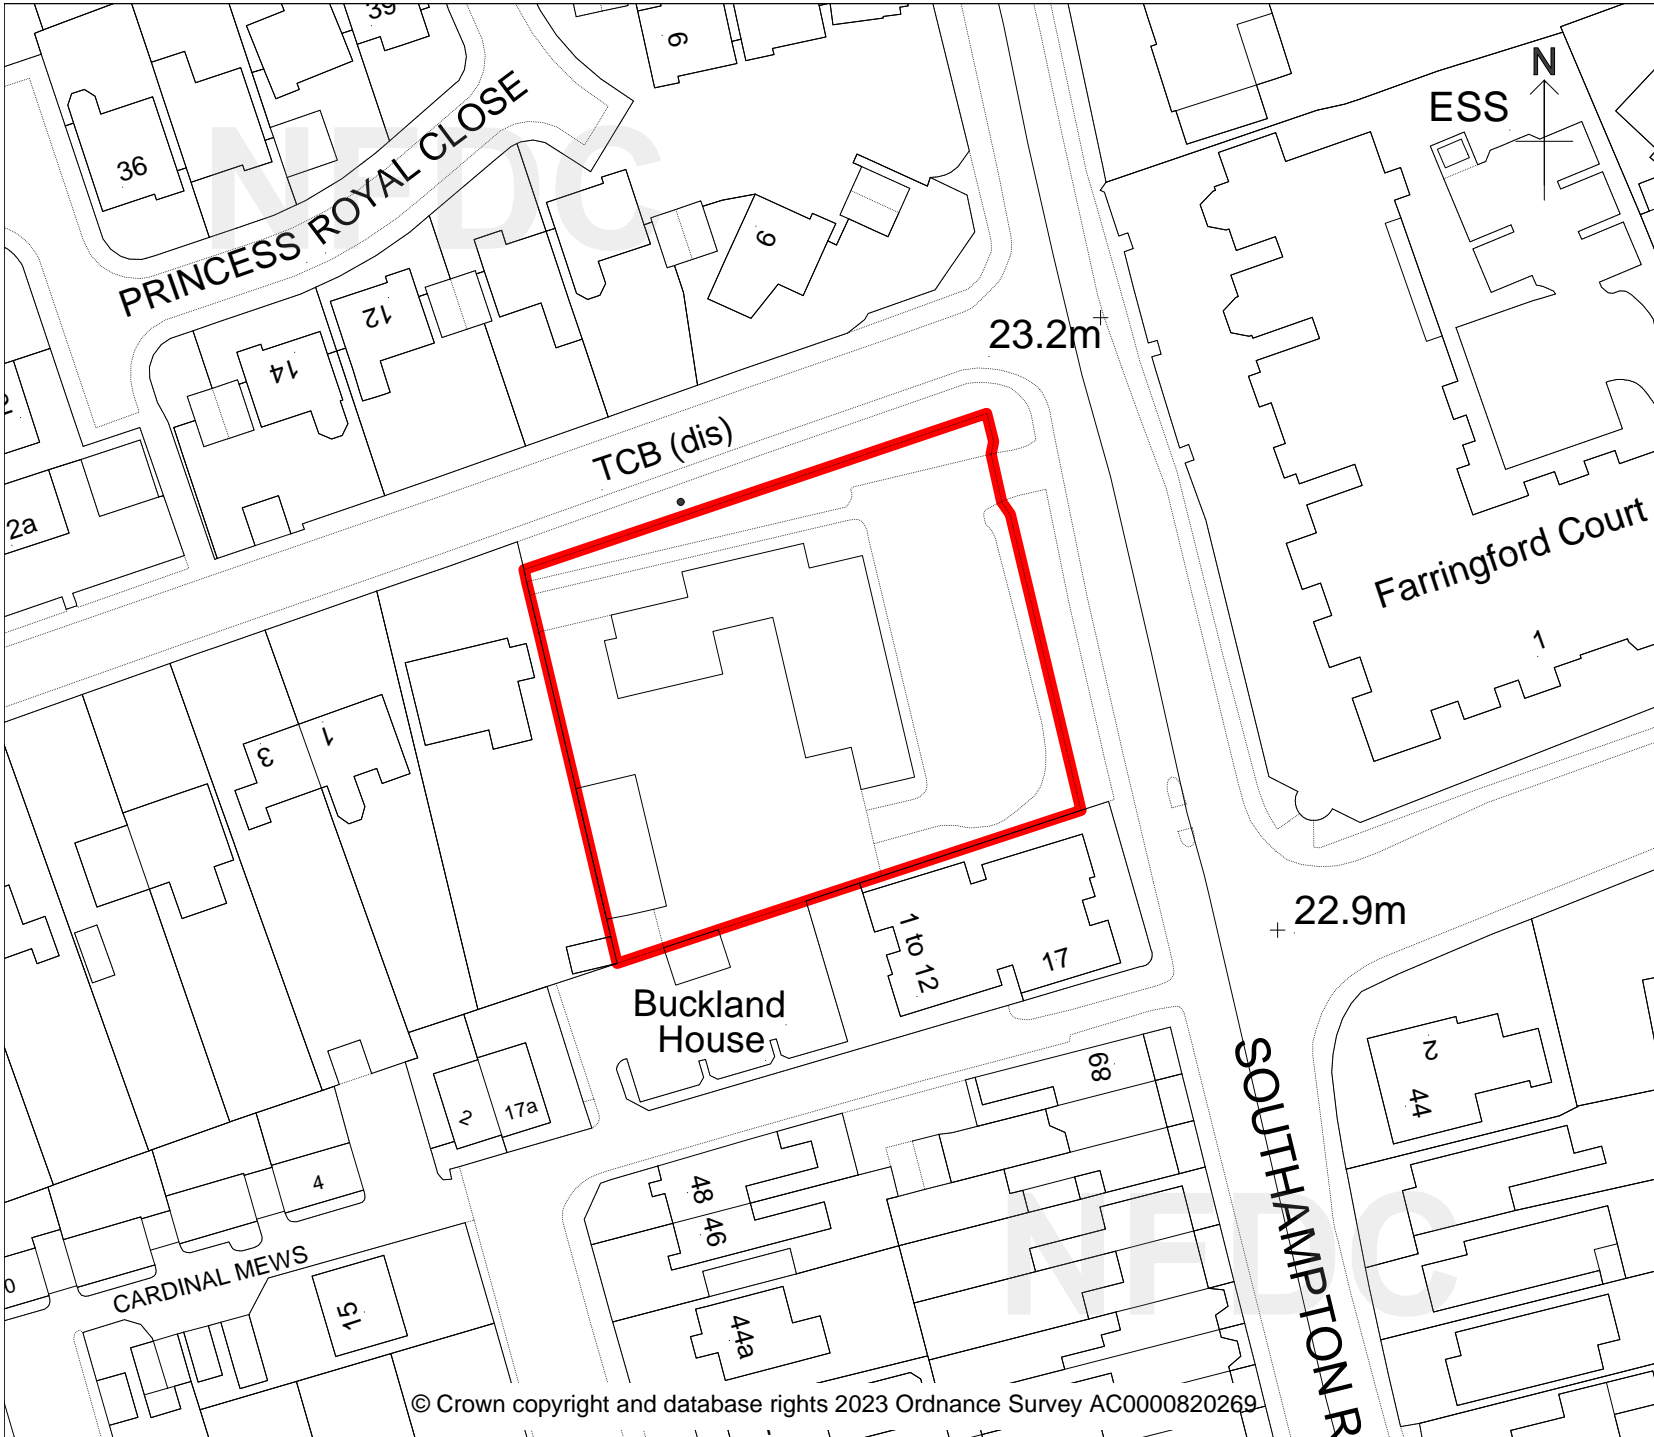 39
6
N
ESS
36
NFDC
PRINCESS ROYAL CLOSE
9
12
14
23.2m
TCB (dis)
2a
Farringford Court
1
3
1
22.9m
1 to 12
17
Buckland
House
68
2
44
2
17a
4
48
46
SOUTHAMPTON R
NFDC
CARDINAL MEWS
15
44a
© Crown copyright and database rights 2023 Ordnance Survey AC0000820269